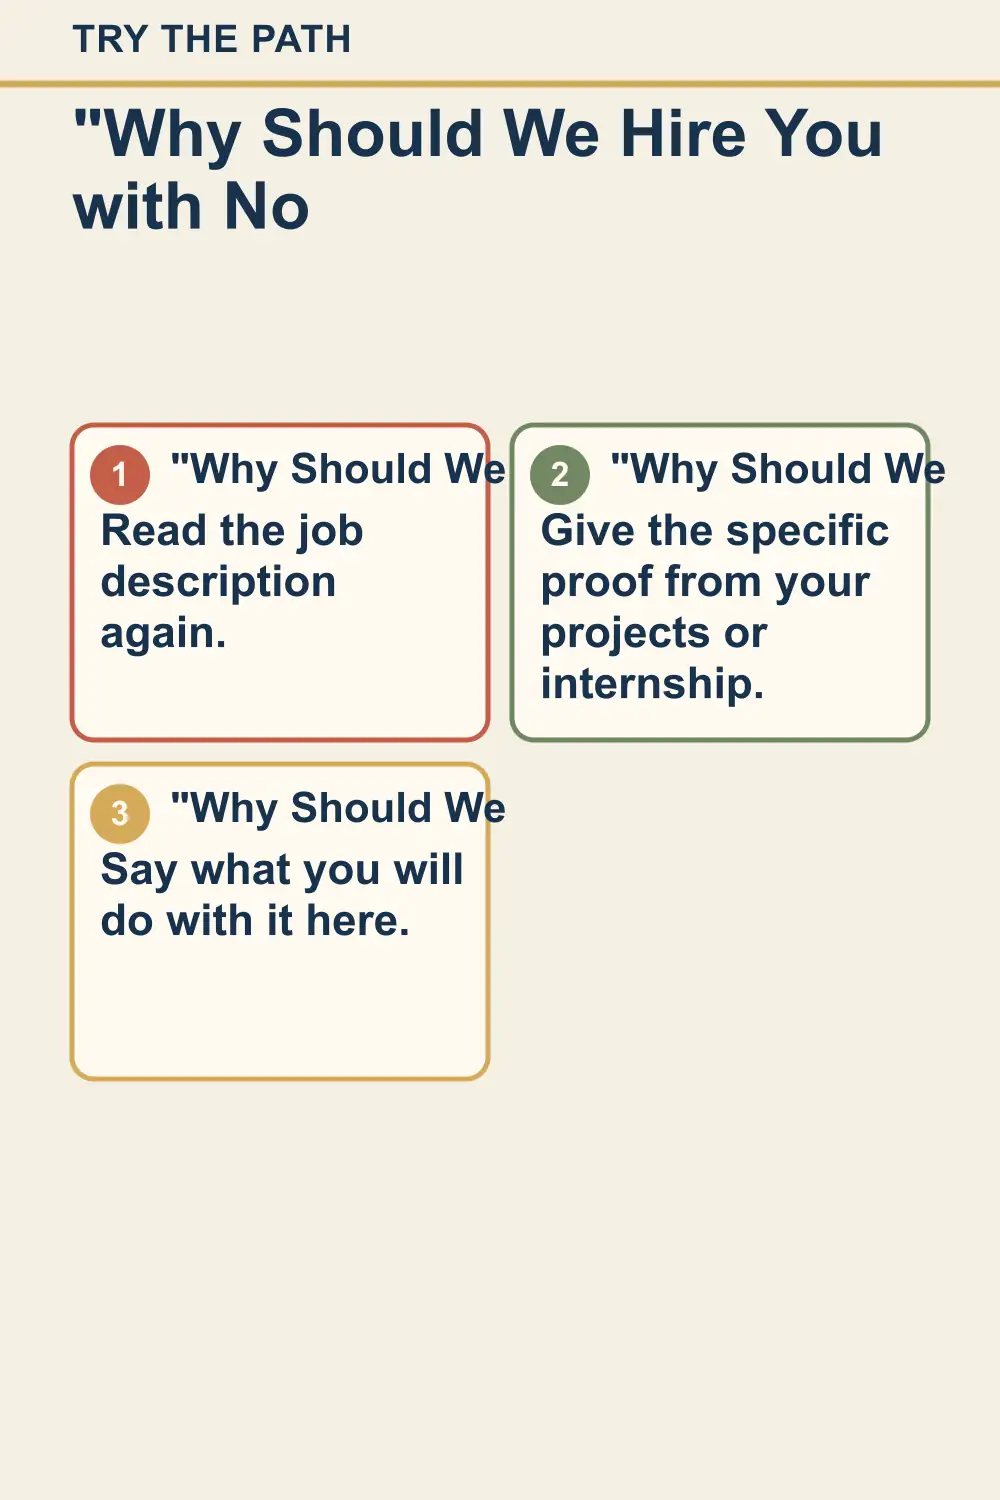 TRY THE PATH
"Why Should We Hire You
with No
1
"Why Should We
Read the job
description
again.
2
"Why Should We
Give the specific
proof from your
projects or
internship.
3
"Why Should We
Say what you will
do with it here.